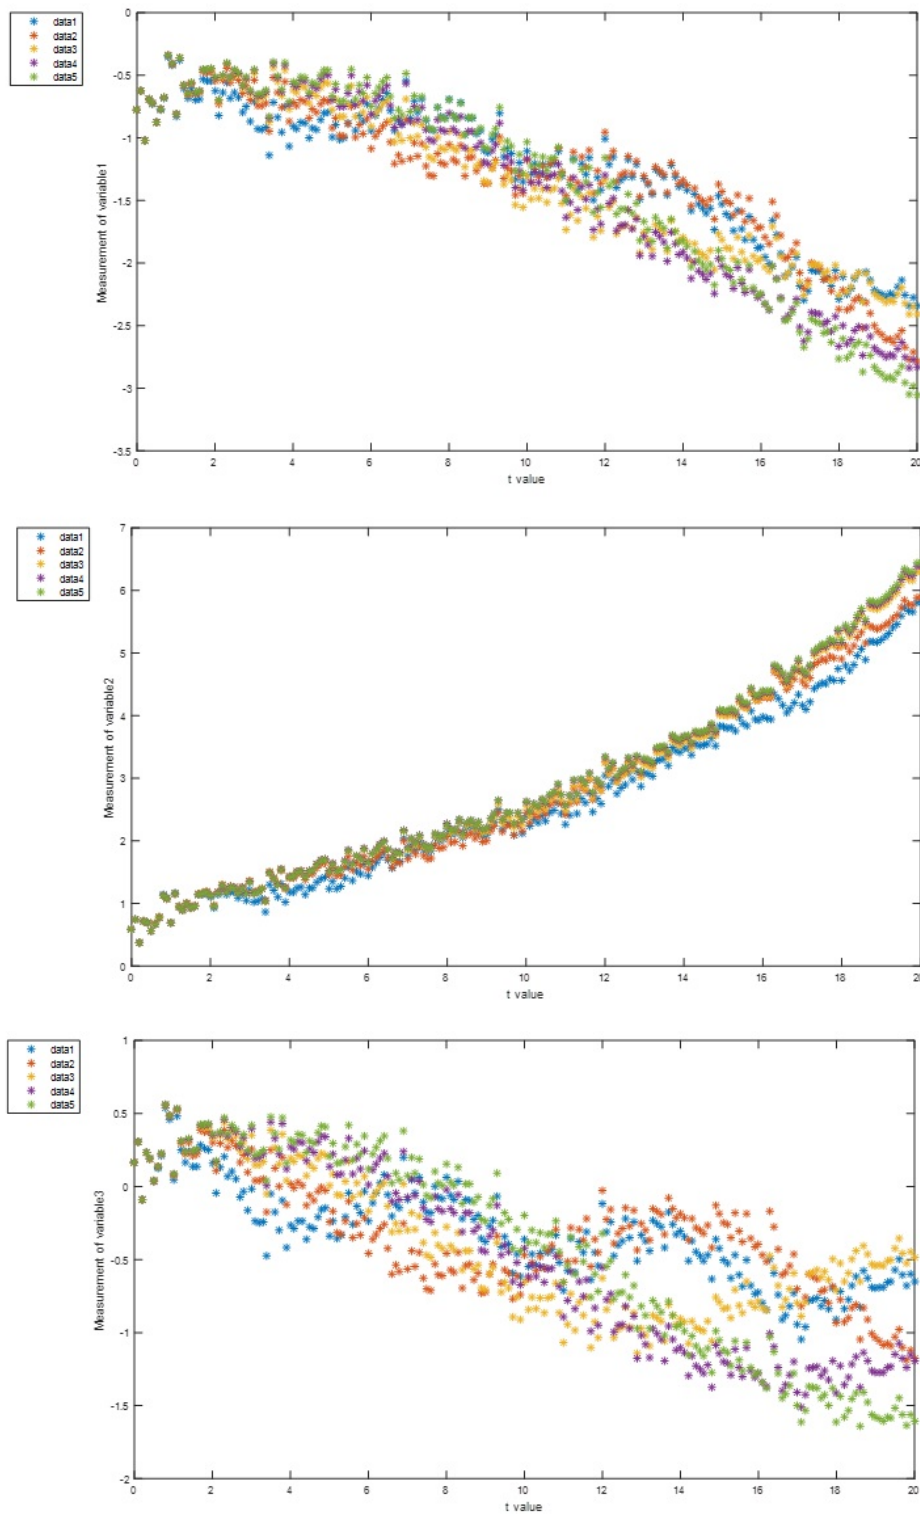 data1
data2
data3
data4
data5
0
-0.5
-1
-1.5
-2
-2.5
-3
-3.5
Measurement of variable1
0 2 4 6 8 10 12 14 16 18 20
t value
data1
data2
data3
data4
data5
7
6
5
4
3
2
1
0
Measurement of variable2
0 2 4 6 8 10 12 14 16 18 20
t value
data1
data2
data3
data4
data5
1
0.5
0
-0.5
-1
-1.5
-2
Measurement of variable3
0 2 4 6 8 10 12 14 16 18 20
t value